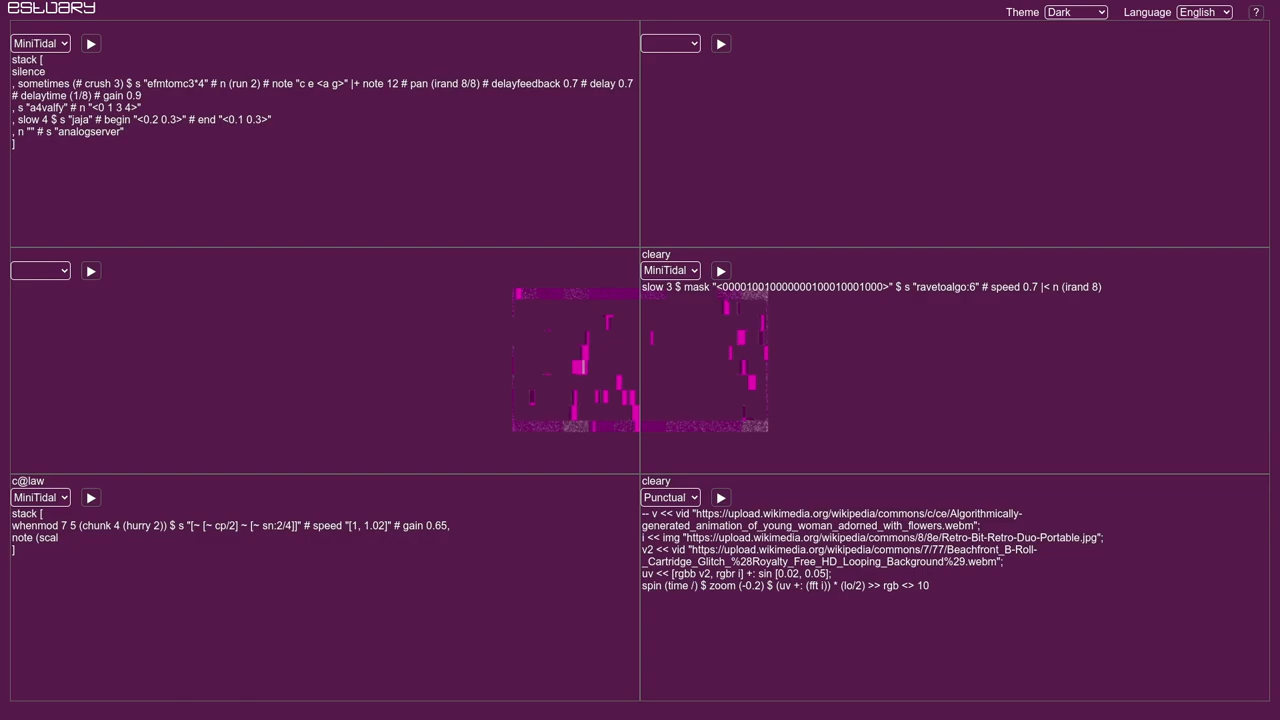 estuary
Theme Dark Language English ?
MiniTidal
stack [
silence
, sometimes (# crush 3) $ s "efmtomc3*4" # n (run 2) # note "c e <a g>" |+ note 12 # pan (irand 8/8) # delayfeedback 0.7 # delay 0.7
# delaytime (1/8) # gain 0.9
, s "a4valfy" # n "<0 1 3 4>"
, slow 4 $ s "jaja" # begin "<0.2 0.3>" # end "<0.1 0.3>"
, n "" # s "analogserver"
]
cleary
MiniTidal
slow 3 $ mask "<000010010000000100010001000>" $ s "ravetoalgo:6" # speed 0.7 |< n (irand 8)
c@law
MiniTidal
stack [
whenmod 7 5 (chunk 4 (hurry 2)) $ s "[~ [~ cp/2] ~ [~ sn:2/4]]" # speed "[1, 1.02]" # gain 0.65,
note (scal
]
cleary
Punctual
-- v << vid "https://upload.wikimedia.org/wikipedia/commons/c/ce/Algorithmically-
generated_animation_of_young_woman_adorned_with_flowers.webm";
i << img "https://upload.wikimedia.org/wikipedia/commons/8/8e/Retro-Bit-Retro-Duo-Portable.jpg";
v2 << vid "https://upload.wikimedia.org/wikipedia/commons/7/77/Beachfront_B-Roll-
_Cartridge_Glitch_%28Royalty_Free_HD_Looping_Background%29.webm";
uv << [rgbb v2, rgbr i] +: sin [0.02, 0.05];
spin (time /) $ zoom (-0.2) $ (uv +: (fft i)) * (lo/2) >> rgb <> 10